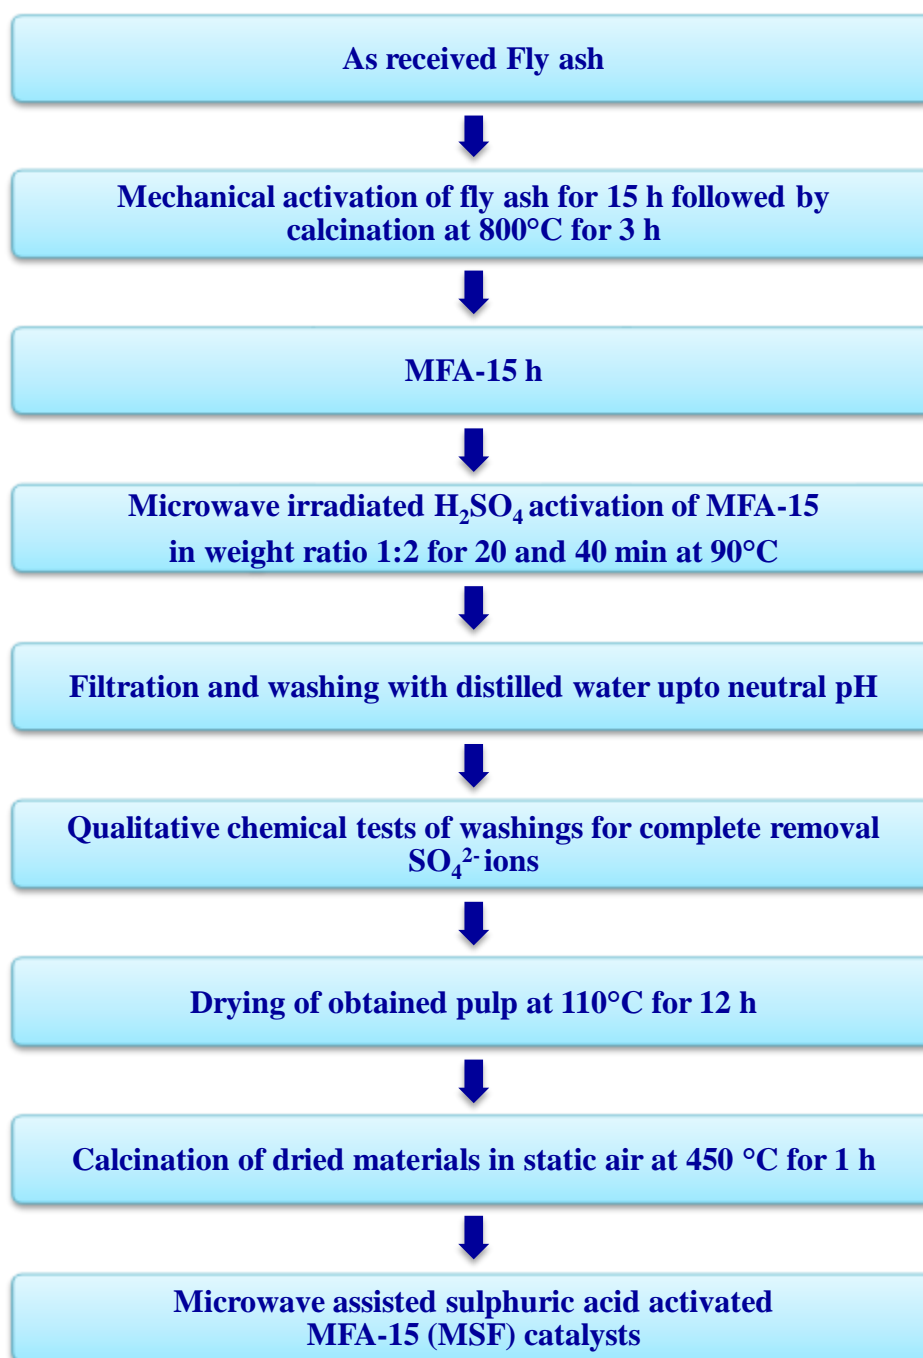 As received Fly ash
Mechanical activation of fly ash for 15 h followed by
calcination at 800°C for 3 h
MFA-15 h
Microwave irradiated H₂SO₄ activation of MFA-15
in weight ratio 1:2 for 20 and 40 min at 90°C
Filtration and washing with distilled water upto neutral pH
Qualitative chemical tests of washings for complete removal
SO₄²⁻ ions
Drying of obtained pulp at 110°C for 12 h
Calcination of dried materials in static air at 450 °C for 1 h
Microwave assisted sulphuric acid activated
MFA-15 (MSF) catalysts